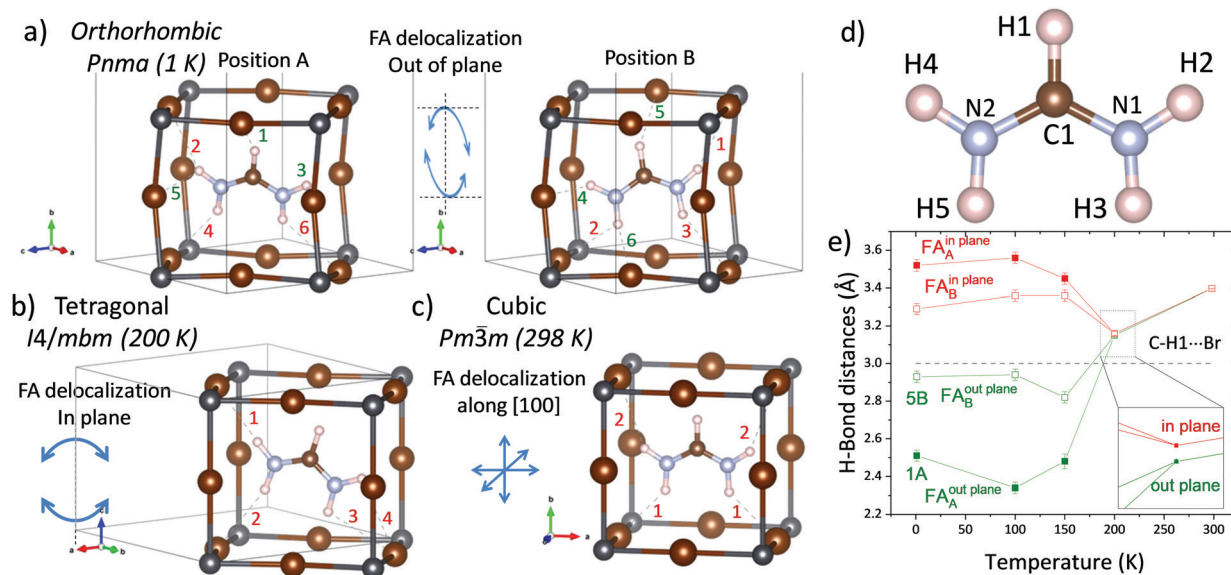 a) Orthorhombic
Pnma (1 K)
Position A
FA delocalization
Out of plane
Position B
1
2
3
5
4
6
5
1
4
2
3
6
c
b
a
c
b
a
b) Tetragonal
I4/mbm (200 K)
FA delocalization
In plane
1
2
3
4
a
c
b
c) Cubic
Pm3̅m (298 K)
FA delocalization
along [100]
2
2
1
1
b
c
a
d)
H1
H4
H2
N2
N1
C1
H5
H3
e)
H-Bond distances (Å)
3.6
3.4
3.2
3.0
2.8
2.6
2.4
2.2
FA_A^in plane
FA_B^in plane
C-H1···Br
5B FA_B^out plane
1A
FA_A^out plane
in plane
out plane
0 50 100 150 200 250 300
Temperature (K)